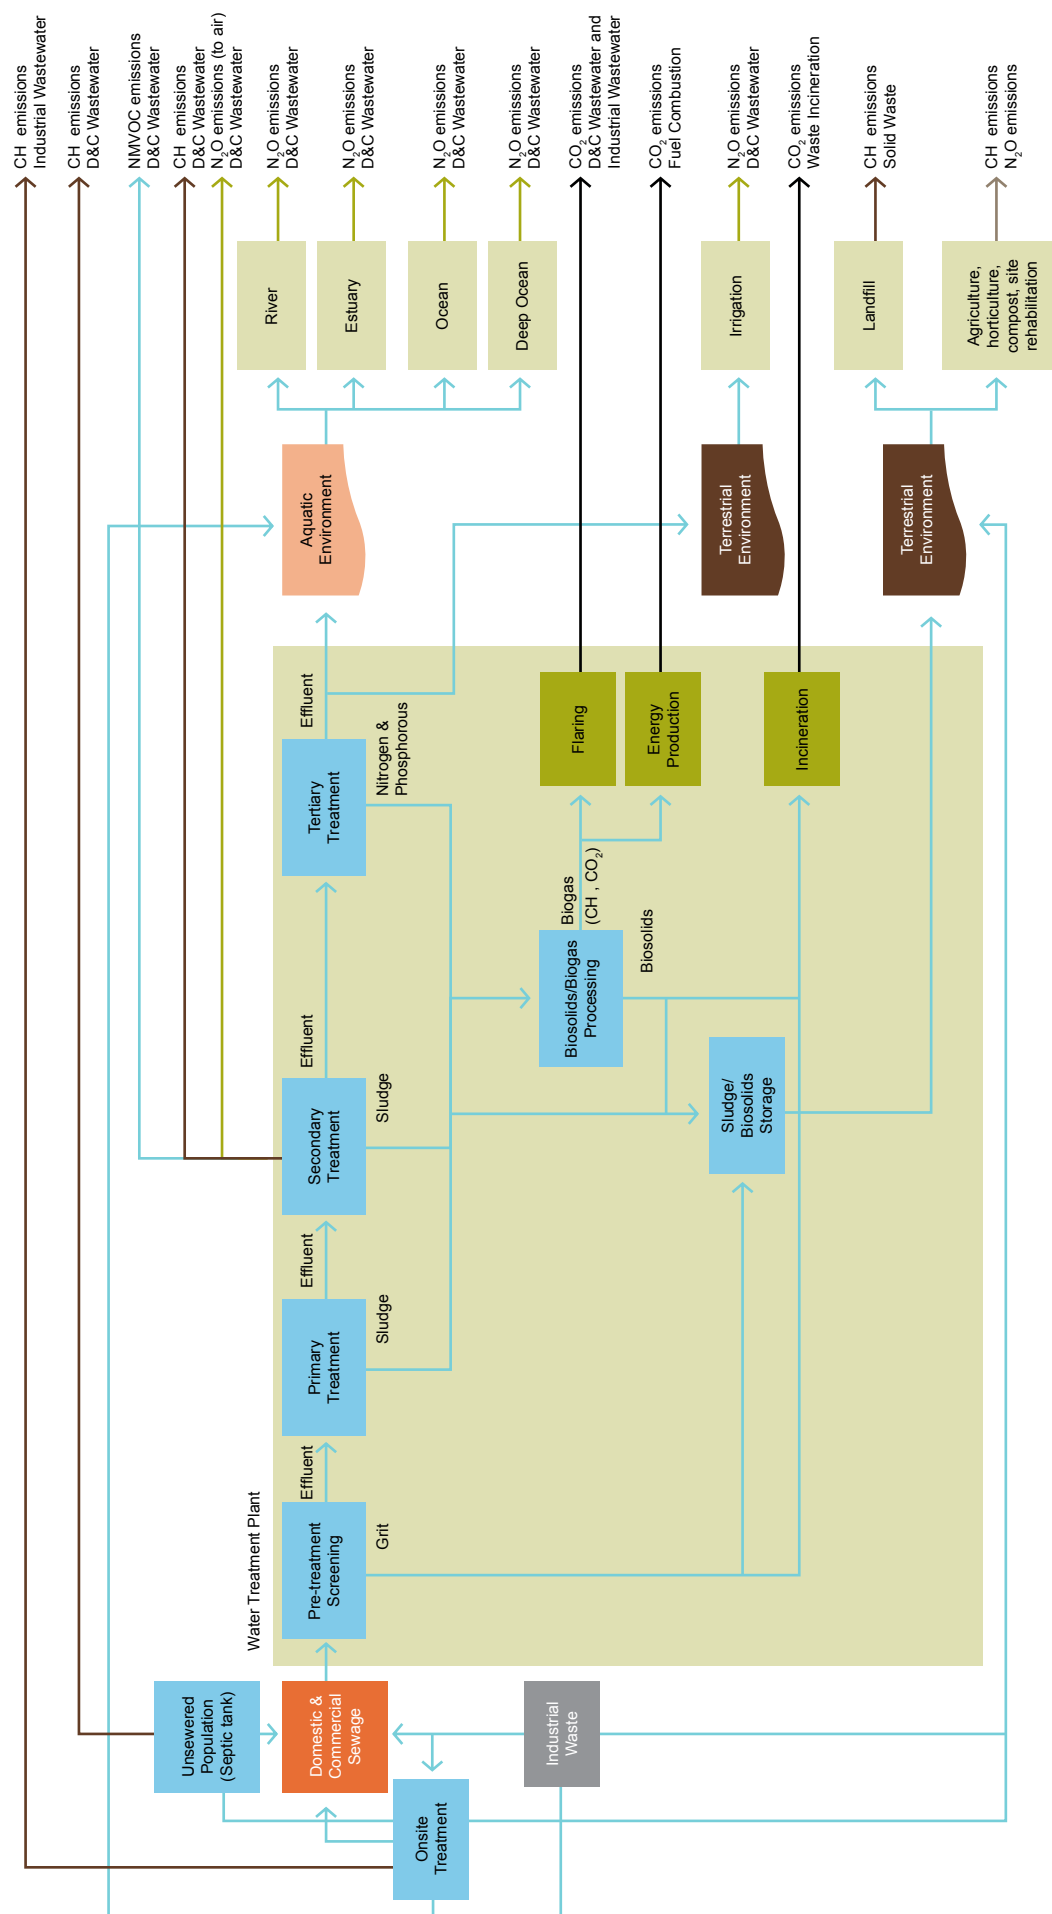 CH emissions
Industrial Wastewater
CH emissions
D&C Wastewater
NMVOC emissions
D&C Wastewater
CH emissions
D&C Wastewater
N₂O emissions (to air)
D&C Wastewater
N₂O emissions
D&C Wastewater
N₂O emissions
D&C Wastewater
N₂O emissions
D&C Wastewater
N₂O emissions
D&C Wastewater
CO₂ emissions
D&C Wastewater and
Industrial Wastewater
CO₂ emissions
Fuel Combustion
N₂O emissions
D&C Wastewater
CO₂ emissions
Waste Incineration
CH emissions
Solid Waste
CH emissions
N₂O emissions
River
Estuary
Ocean
Deep Ocean
Irrigation
Landfill
Agriculture,
horticulture,
compost, site
rehabilitation
Aquatic
Environment
Terrestrial
Environment
Terrestrial
Environment
Effluent
Tertiary
Treatment
Nitrogen &
Phosphorous
Flaring
Energy
Production
Incineration
Biogas
(CH , CO₂)
Biosolids/Biogas
Processing
Biosolids
Effluent
Secondary
Treatment
Sludge
Sludge/
Biosolids
Storage
Effluent
Primary
Treatment
Sludge
Effluent
Water Treatment Plant
Pre-treatment
Screening
Grit
Unsewered
Population
(Septic tank)
Domestic &
Commercial
Sewage
Industrial
Waste
Onsite
Treatment